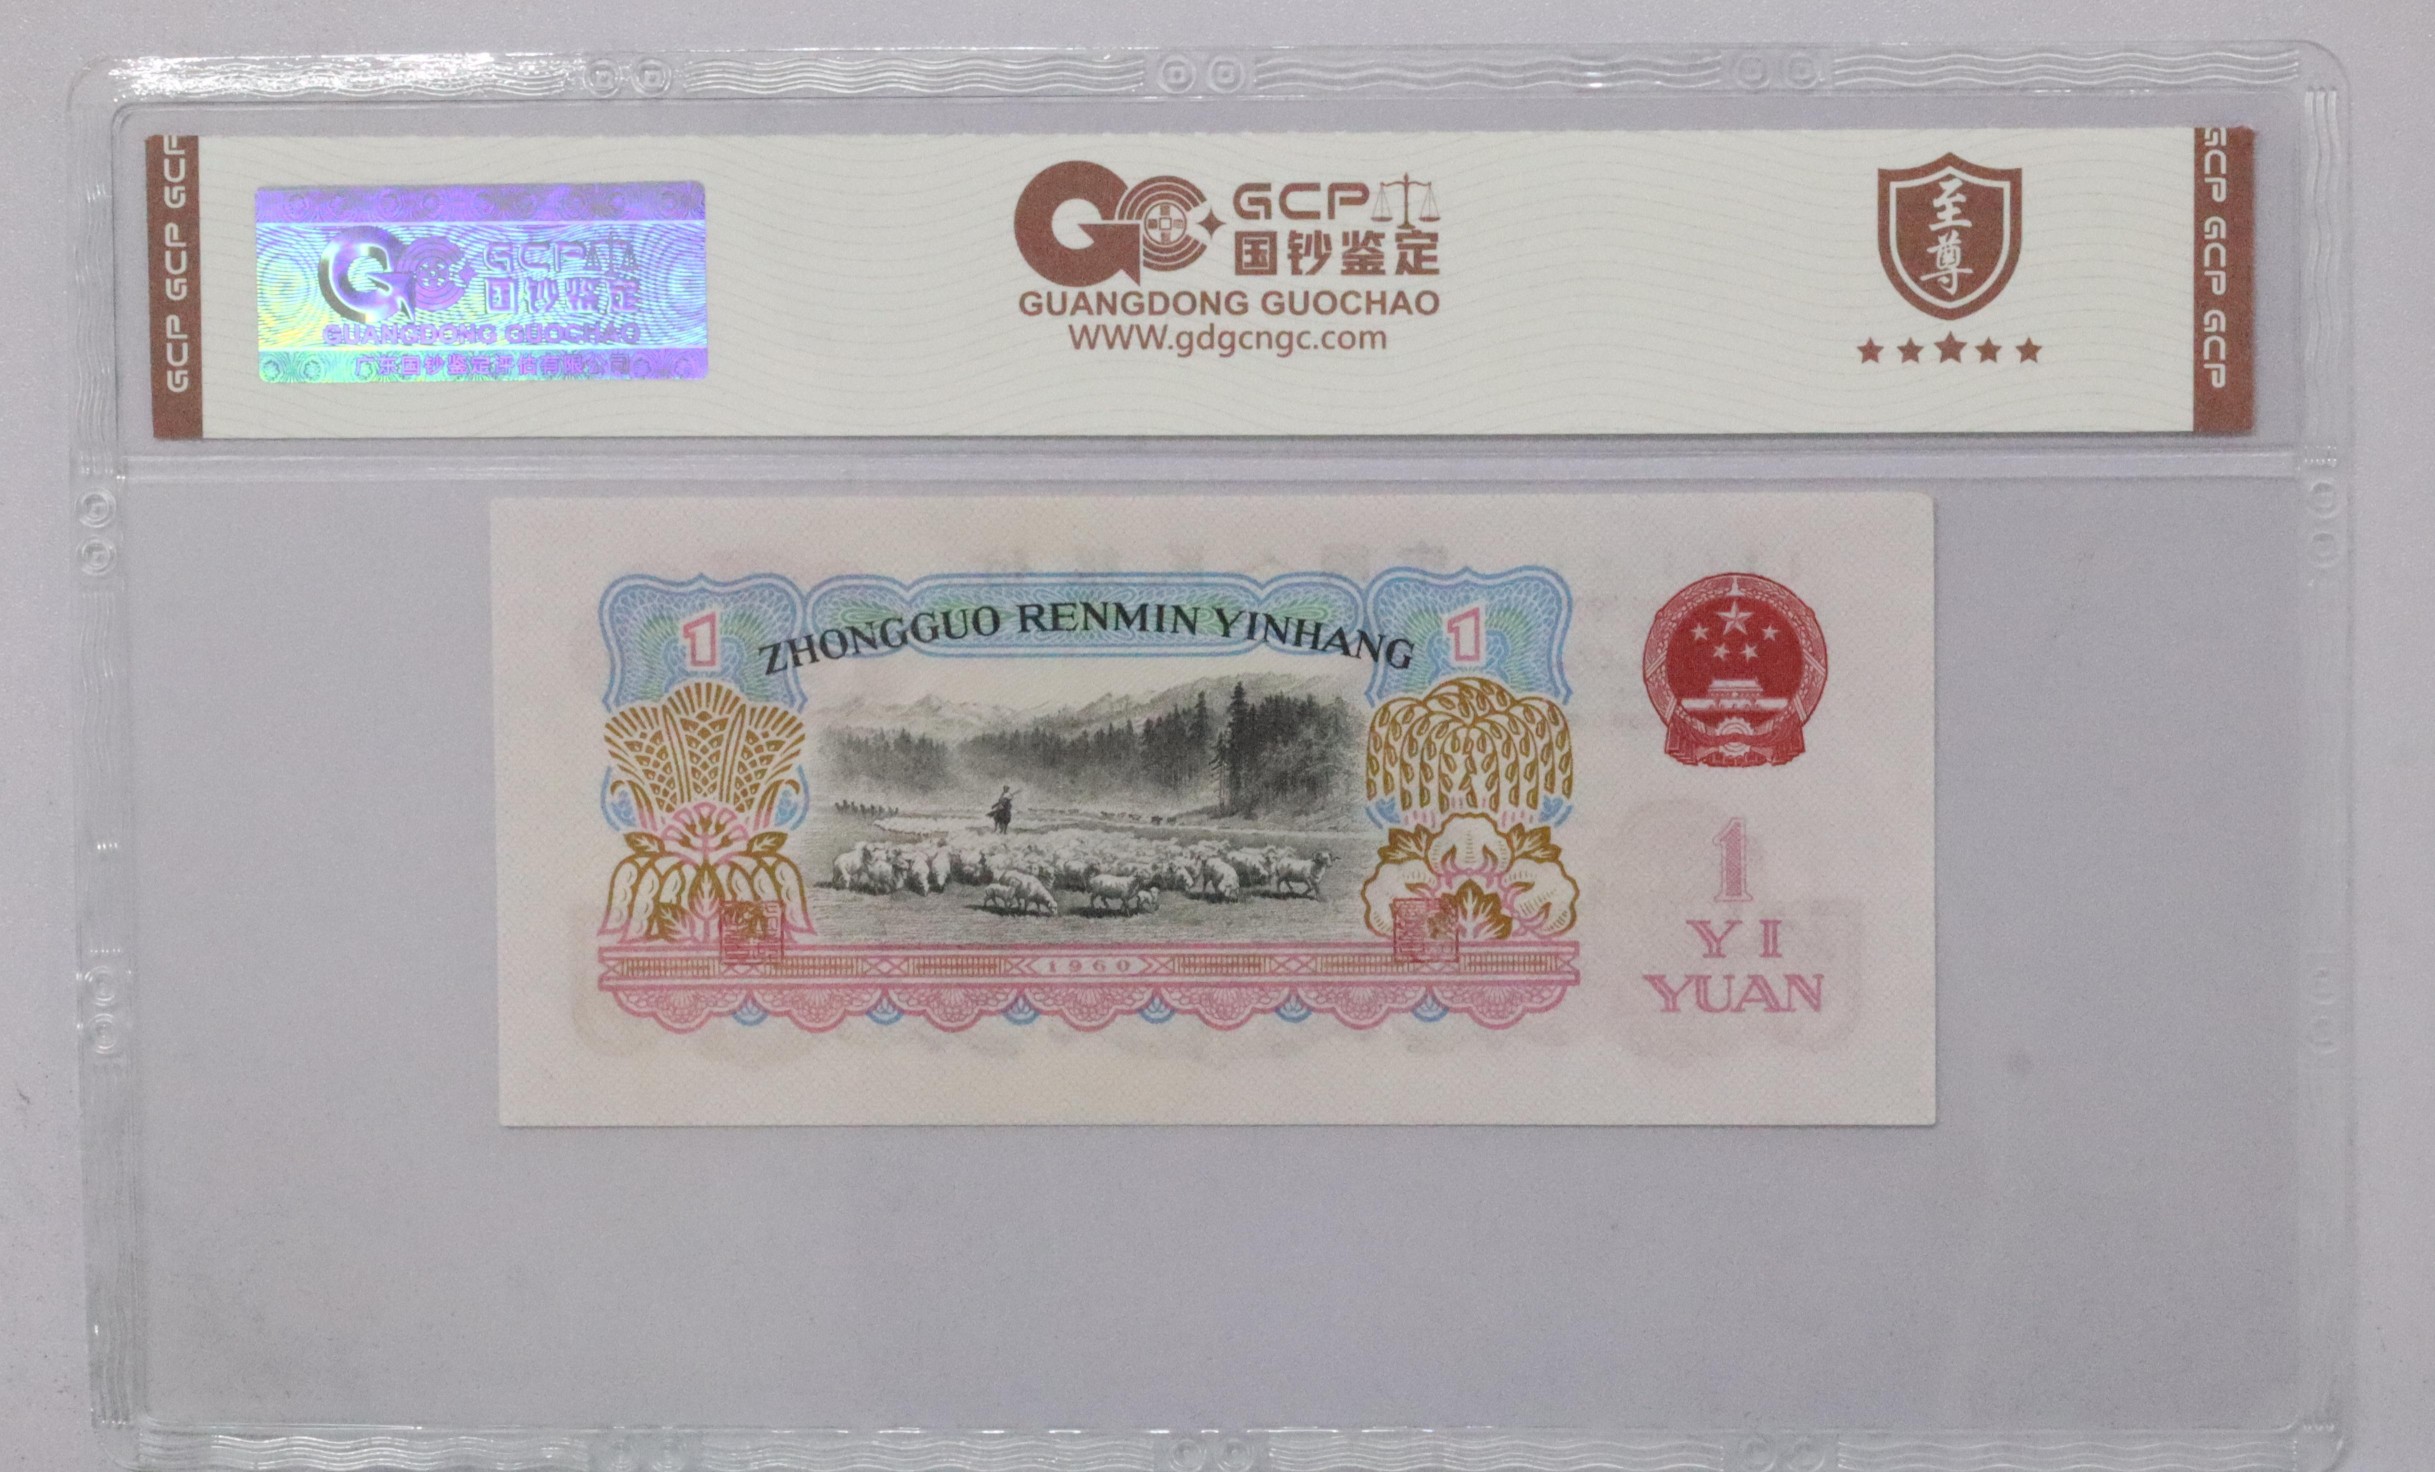 GCP GCP GCP
GCP
国钞鉴定
GUANGDONG GUOCHAO
广东国钞鉴定评估有限公司
GCP
国钞鉴定
GUANGDONG GUOCHAO
WWW.gdgcngc.com
至尊
GCP GCP GCP
ZHONGGUO RENMIN YINHANG
1
1
1960
1
YI
YUAN